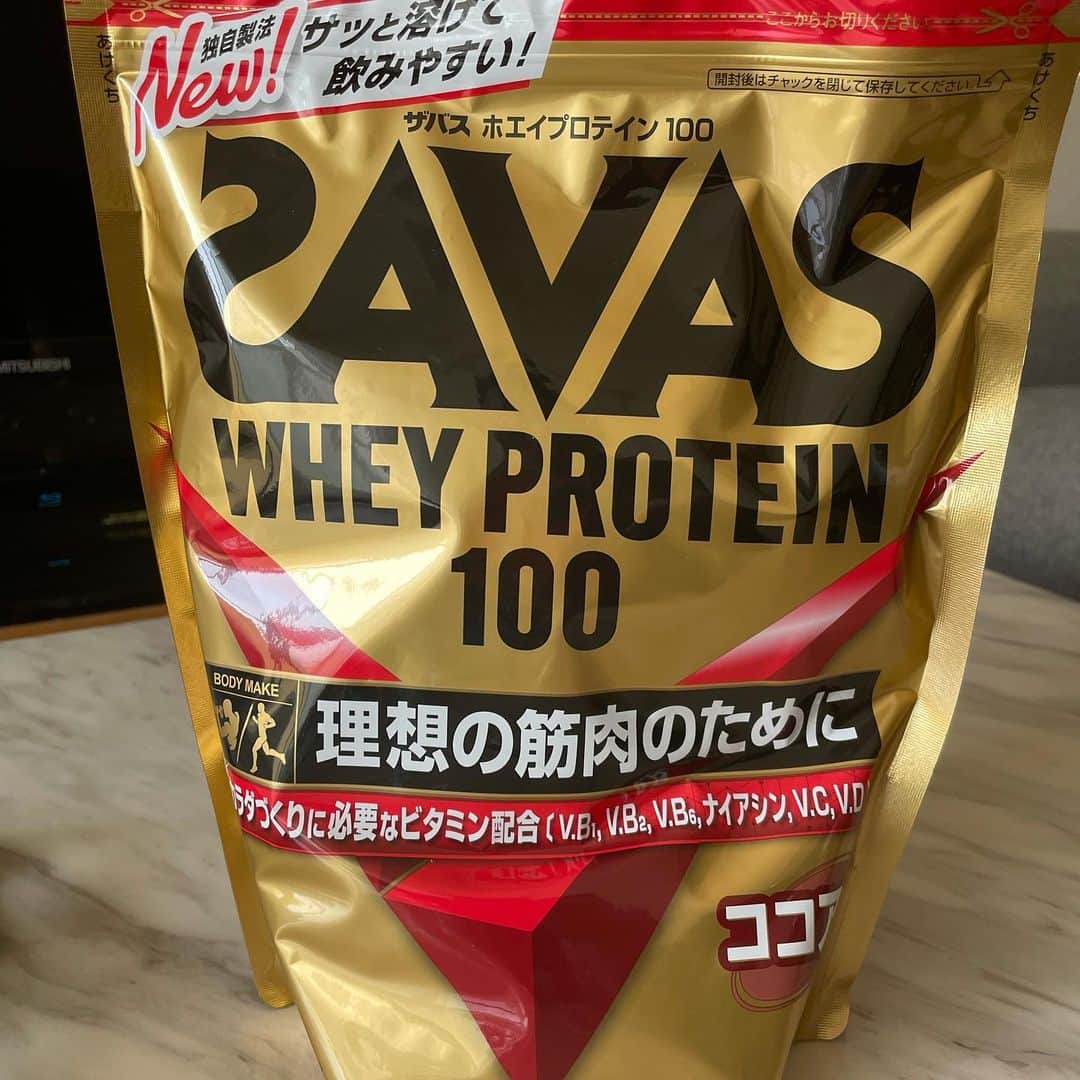 ここからお切りください
あけくち
独自製法
New!
サッと溶けて
飲みやすい!
開封後はチャックを閉じて保存してください
あけくち
ザバス ホエイプロテイン100
SAVAS
MITSUBISHI
WHEY PROTEIN
100
BODY MAKE
理想の筋肉のために
ラダづくりに必要なビタミン配合(V.B1, V.B2, V.B6, ナイアシン, V.C, V.D)
ココア